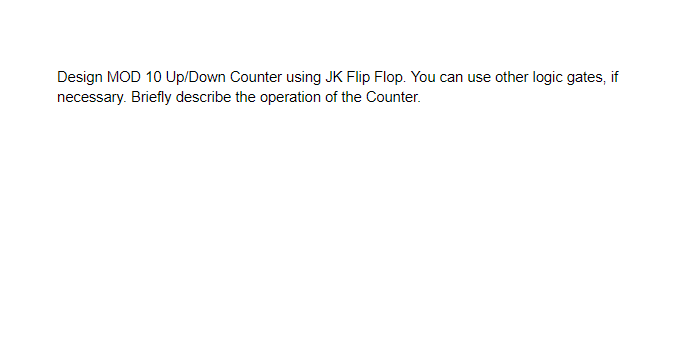 Design MOD 10 Up/Down Counter using JK Flip Flop. You can use other logic gates, if
necessary. Briefly describe the operation of the Counter.